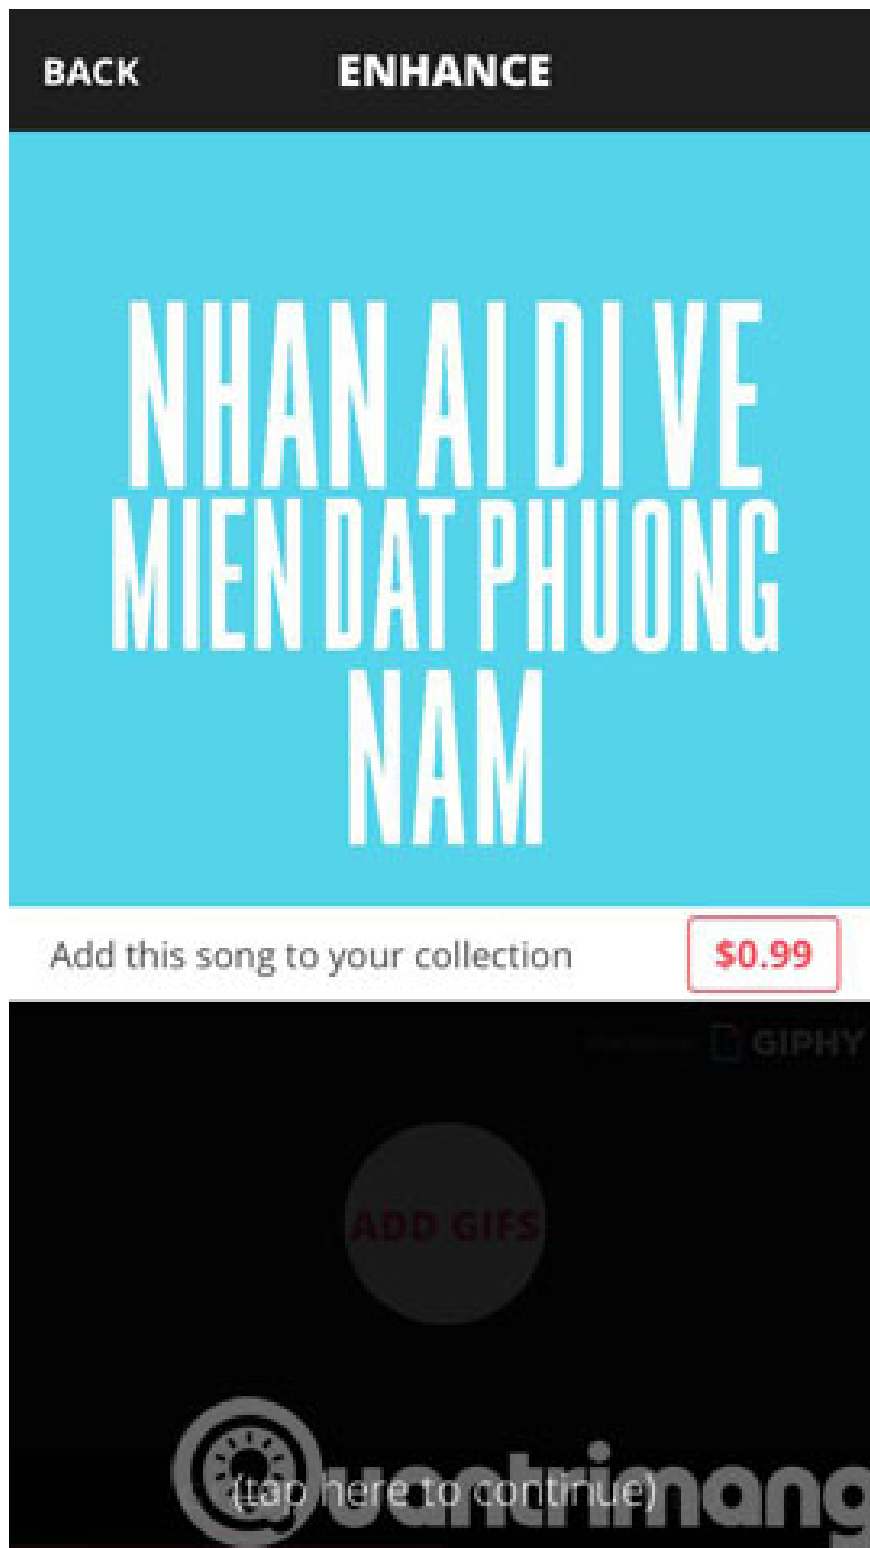 BACK
ENHANCE
NHAN AI DI VE
MIEN DAT PHUONG
NAM
Add this song to your collection
$0.99
GIPHY
ADD GIFS
(tap here to continue)
Quantrimang